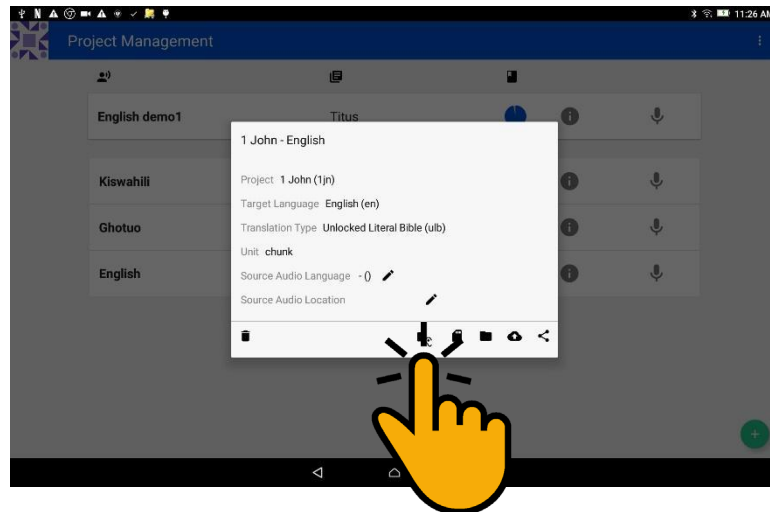 11:26 AM
Project Management
English demo1 Titus
1 John - English
Project 1 John (1jn)
Target Language English (en)
Translation Type Unlocked Literal Bible (ulb)
Unit chunk
Source Audio Language - ()
Source Audio Location
Kiswahili
Ghotuo
English